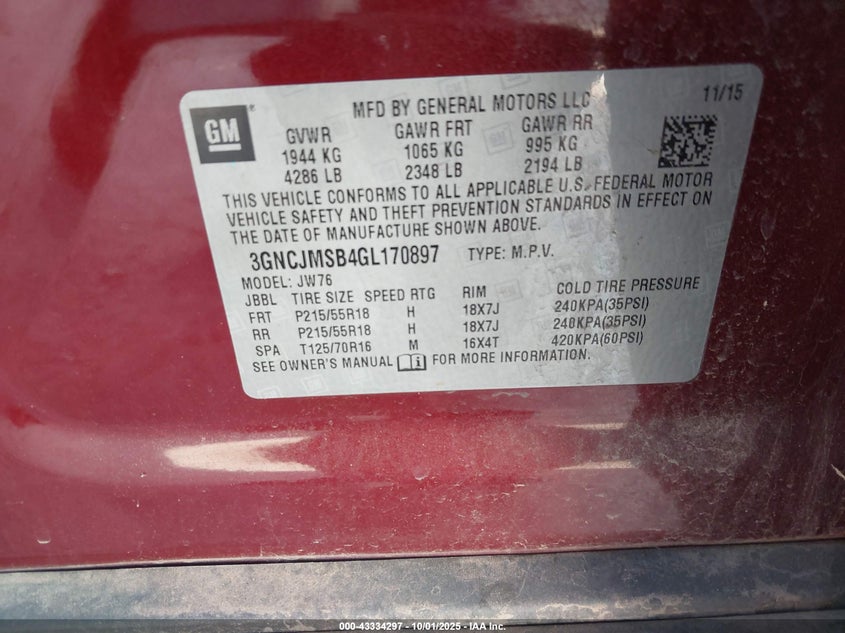 GM
MFD BY GENERAL MOTORS LLC 11/15
GVWR GAWR FRT GAWR RR
1944 KG 1065 KG 995 KG
4286 LB 2348 LB 2194 LB
THIS VEHICLE CONFORMS TO ALL APPLICABLE U.S. FEDERAL MOTOR
VEHICLE SAFETY AND THEFT PREVENTION STANDARDS IN EFFECT ON
THE DATE OF MANUFACTURE SHOWN ABOVE.
3GNCJMSB4GL170897 TYPE: M.P.V.
MODEL: JW76
JBBL TIRE SIZE SPEED RTG RIM COLD TIRE PRESSURE
FRT P215/55R18 H 18X7J 240KPA(35PSI)
RR P215/55R18 H 18X7J 240KPA(35PSI)
SPA T125/70R16 M 16X4T 420KPA(60PSI)
SEE OWNER'S MANUAL FOR MORE INFORMATION.
000-43334297 - 10/01/2025 - IAA Inc.